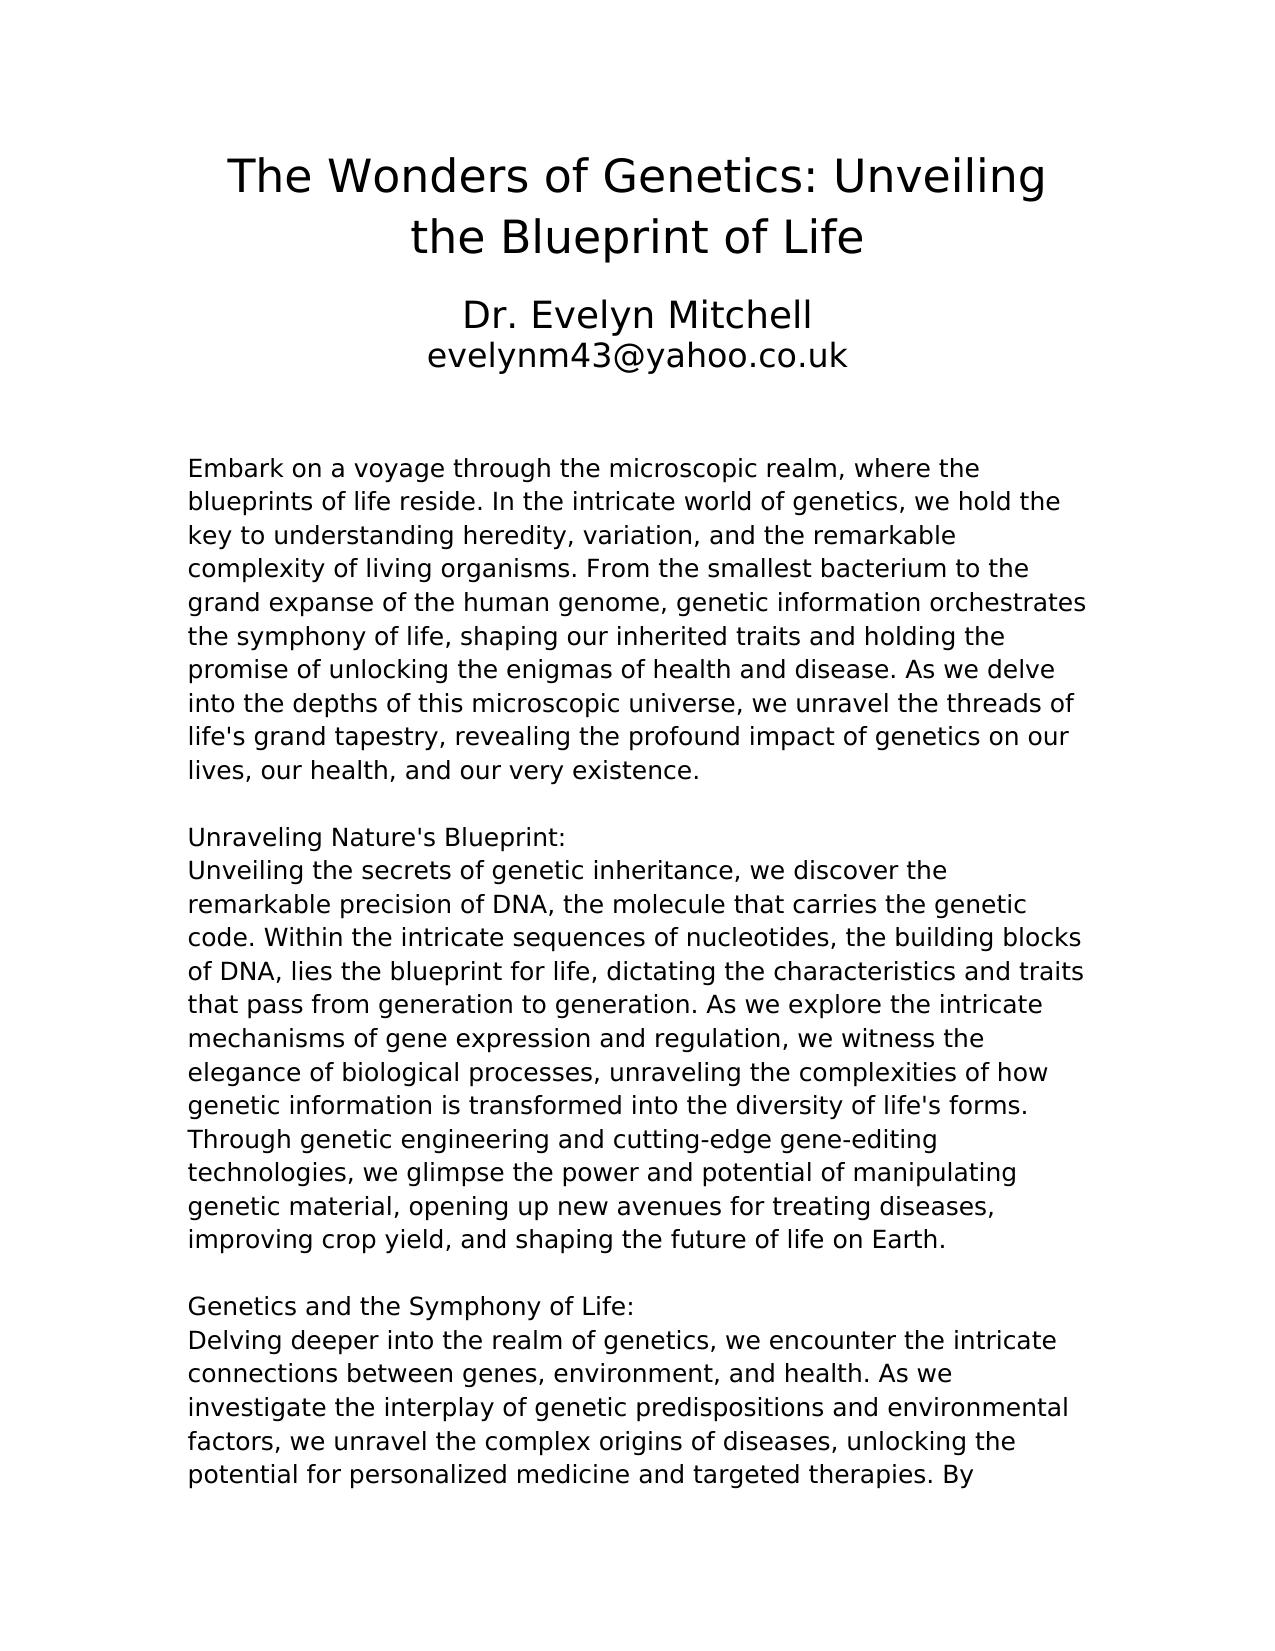 The Wonders of Genetics: Unveiling
the Blueprint of Life
Dr. Evelyn Mitchell
evelynm43@yahoo.co.uk
Embark on a voyage through the microscopic realm, where the
blueprints of life reside. In the intricate world of genetics, we hold the
key to understanding heredity, variation, and the remarkable
complexity of living organisms. From the smallest bacterium to the
grand expanse of the human genome, genetic information orchestrates
the symphony of life, shaping our inherited traits and holding the
promise of unlocking the enigmas of health and disease. As we delve
into the depths of this microscopic universe, we unravel the threads of
life's grand tapestry, revealing the profound impact of genetics on our
lives, our health, and our very existence.
Unraveling Nature's Blueprint:
Unveiling the secrets of genetic inheritance, we discover the
remarkable precision of DNA, the molecule that carries the genetic
code. Within the intricate sequences of nucleotides, the building blocks
of DNA, lies the blueprint for life, dictating the characteristics and traits
that pass from generation to generation. As we explore the intricate
mechanisms of gene expression and regulation, we witness the
elegance of biological processes, unraveling the complexities of how
genetic information is transformed into the diversity of life's forms.
Through genetic engineering and cutting-edge gene-editing
technologies, we glimpse the power and potential of manipulating
genetic material, opening up new avenues for treating diseases,
improving crop yield, and shaping the future of life on Earth.
Genetics and the Symphony of Life:
Delving deeper into the realm of genetics, we encounter the intricate
connections between genes, environment, and health. As we
investigate the interplay of genetic predispositions and environmental
factors, we unravel the complex origins of diseases, unlocking the
potential for personalized medicine and targeted therapies. By